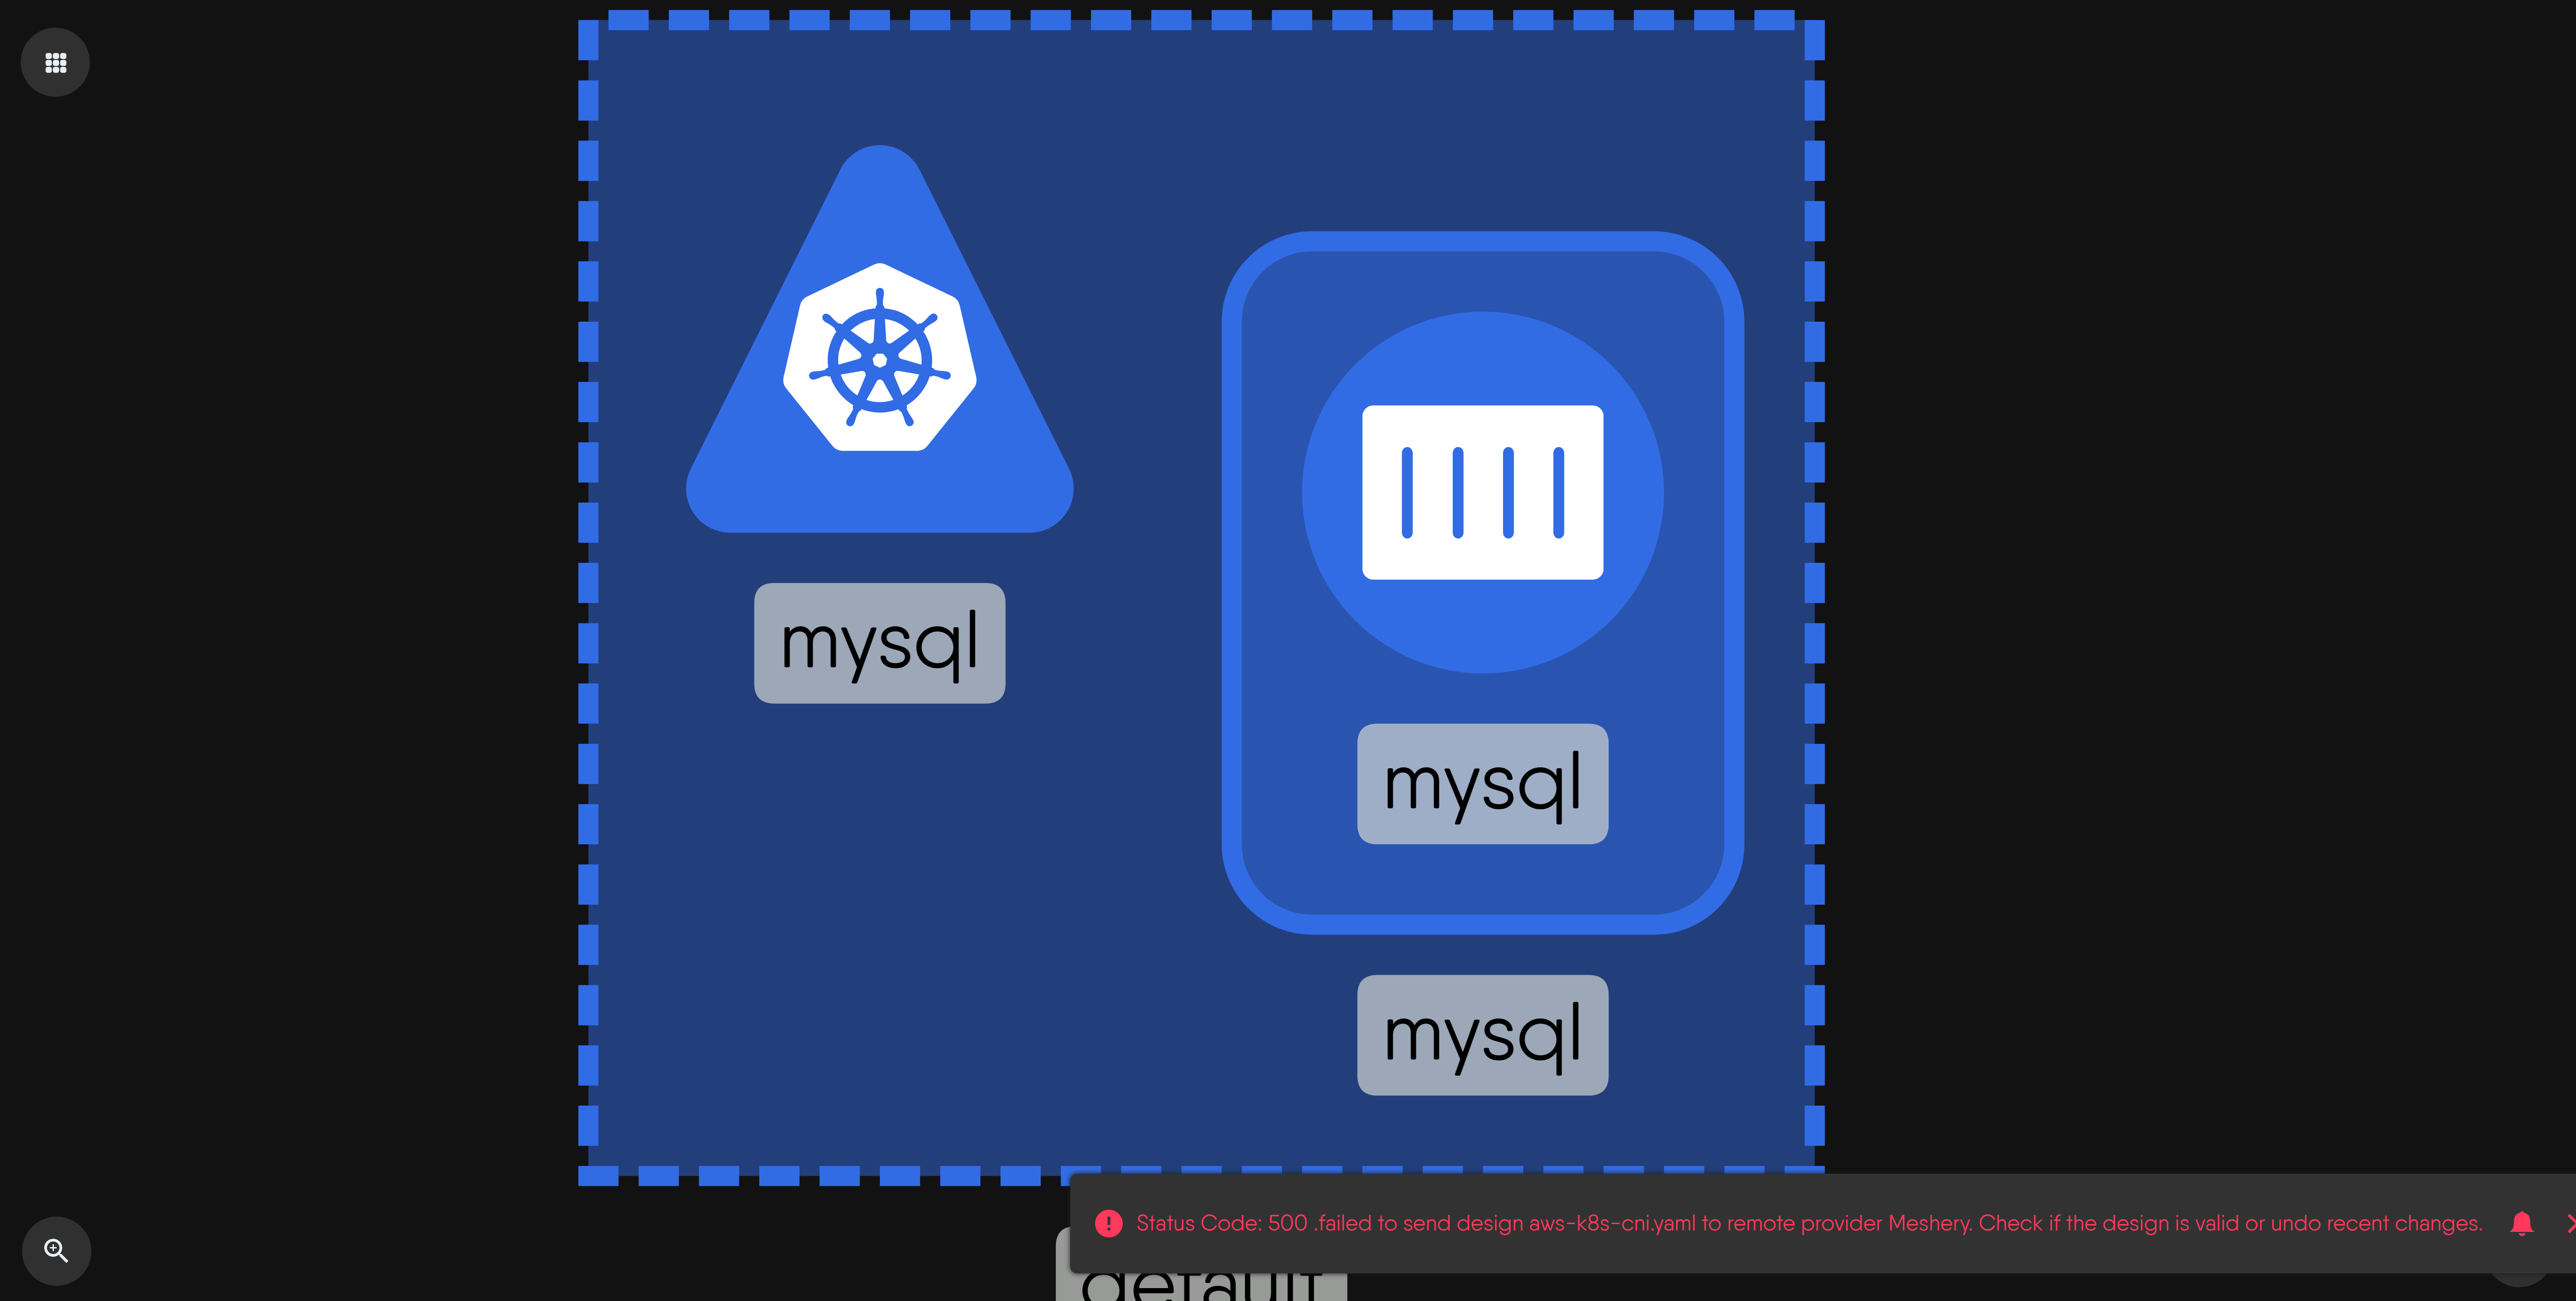 mysql
mysql
mysql
Status Code: 500 .failed to send design aws-k8s-cni.yaml to remote provider Meshery. Check if the design is valid or undo recent changes.
default